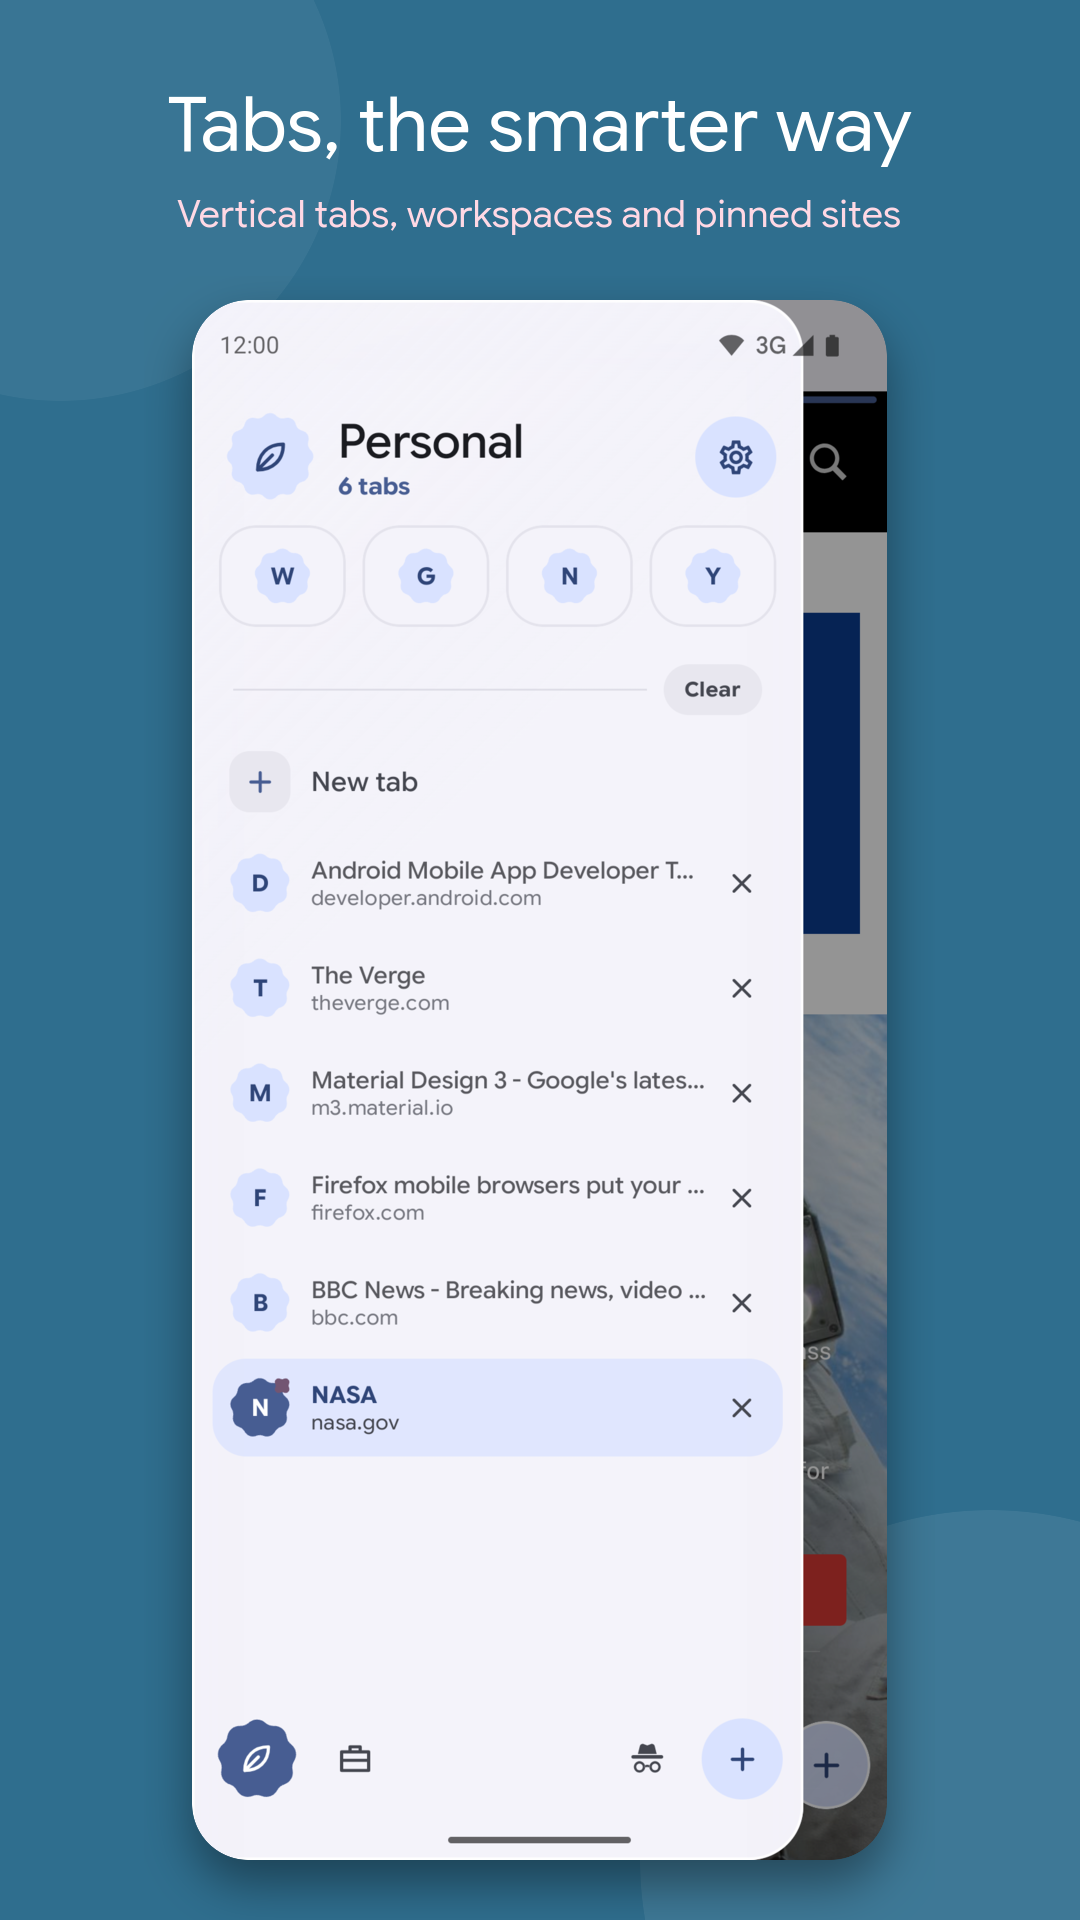 Tabs, the smarter way
Vertical tabs, workspaces and pinned sites
12:00
3G
Personal
6 tabs
W
G
N
Y
Clear
New tab
D
Android Mobile App Developer T...
developer.android.com
T
The Verge
theverge.com
M
Material Design 3 - Google's lates...
m3.material.io
F
Firefox mobile browsers put your ...
firefox.com
B
BBC News - Breaking news, video ...
bbc.com
N
NASA
nasa.gov
for